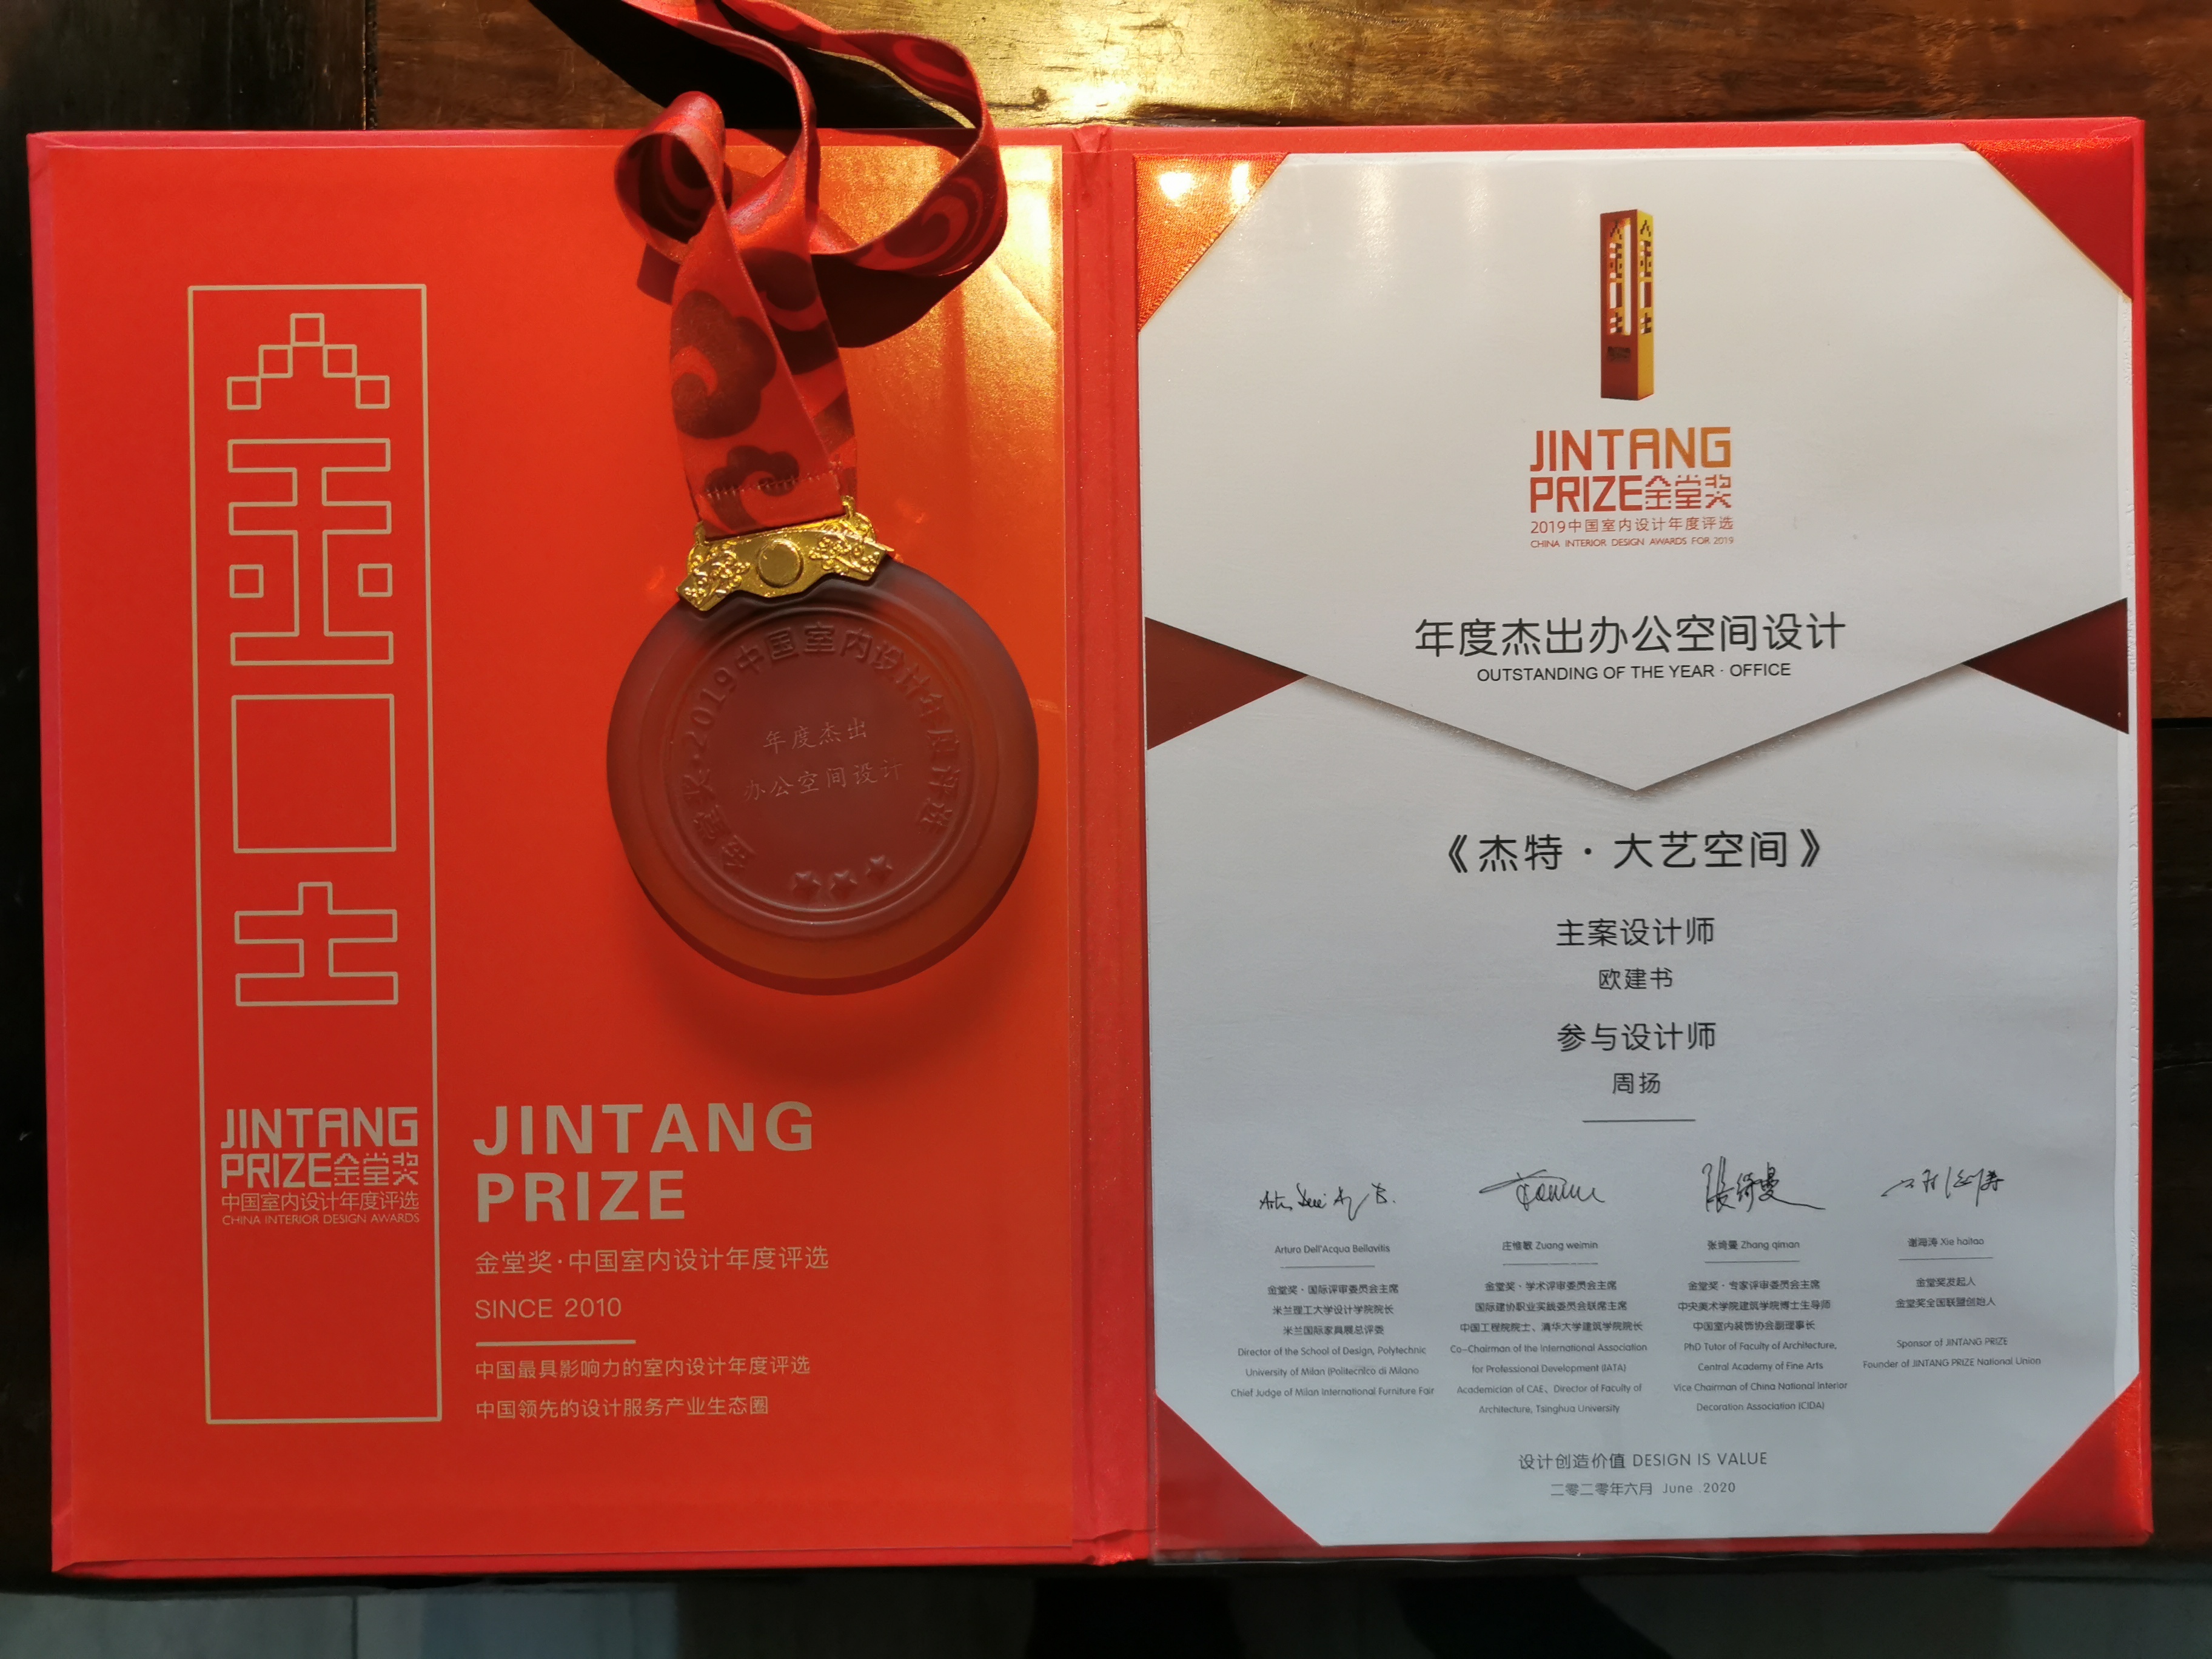 JINTANG
PRIZE金堂奖
中国室内设计年度评选
CHINA INTERIOR DESIGN AWARDS
金堂奖·2019中国室内设计年度评选
年度杰出
办公空间设计
JINTANG
PRIZE
金堂奖·中国室内设计年度评选
SINCE 2010
中国最具影响力的室内设计年度评选
中国领先的设计服务产业生态圈
JINTANG
PRIZE金堂奖
2019中国室内设计年度评选
CHINA INTERIOR DESIGN AWARDS FOR 2019
年度杰出办公空间设计
OUTSTANDING OF THE YEAR · OFFICE
《杰特·大艺空间》
主案设计师
欧建书
参与设计师
周扬
Arturo Dell'Acqua Bellavitis
金堂奖·国际评审委员会主席
米兰理工大学设计学院院长
米兰国际家具展总评委
Director of the School of Design, Polytechnic
University of Milan (Politecnico di Milano
Chief Judge of Milan International Furniture Fair
庄惟敏 Zuang weimin
金堂奖·学术评审委员会主席
国际建协职业实践委员会联席主席
中国工程院院士、清华大学建筑学院院长
Co-Chairman of the International Association
for Professional Development (IATA)
Academician of CAE、Director of Faculty of
Architecture, Tsinghua University
張綺曼
张绮曼 Zhang qiman
金堂奖·专家评审委员会主席
中央美术学院建筑学院博士生导师
中国室内装饰协会副理事长
PhD Tutor of Faculty of Architecture,
Central Academy of Fine Arts
Vice Chairman of China National Interior
Decoration Association (CIDA)
谢海涛 Xie haitao
金堂奖发起人
金堂奖全国联盟创始人
Sponsor of JINTANG PRIZE
Founder of JINTANG PRIZE National Union
设计创造价值 DESIGN IS VALUE
二零二零年六月 June .2020